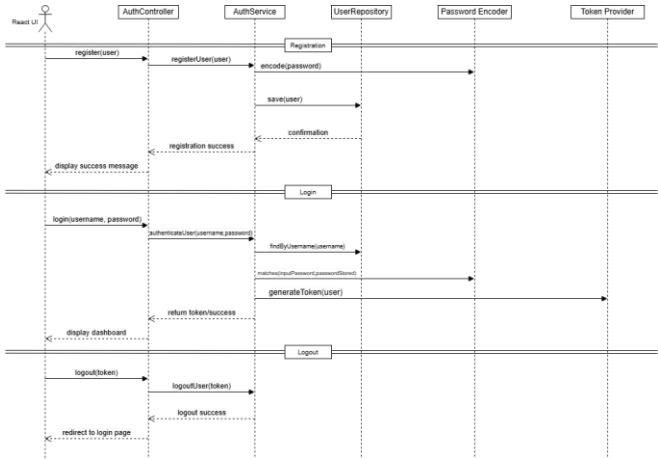 React UI
AuthController
AuthService
UserRepository
Password Encoder
Token Provider
Registration
register(user)
registerUser(user)
encode(password)
save(user)
confirmation
registration success
display success message
Login
login(username, password)
authenticateUser(username,password)
findByUsername(username)
matches(inputPassword,passwordStored)
generateToken(user)
return token/success
display dashboard
Logout
logout(token)
logoutUser(token)
logout success
redirect to login page